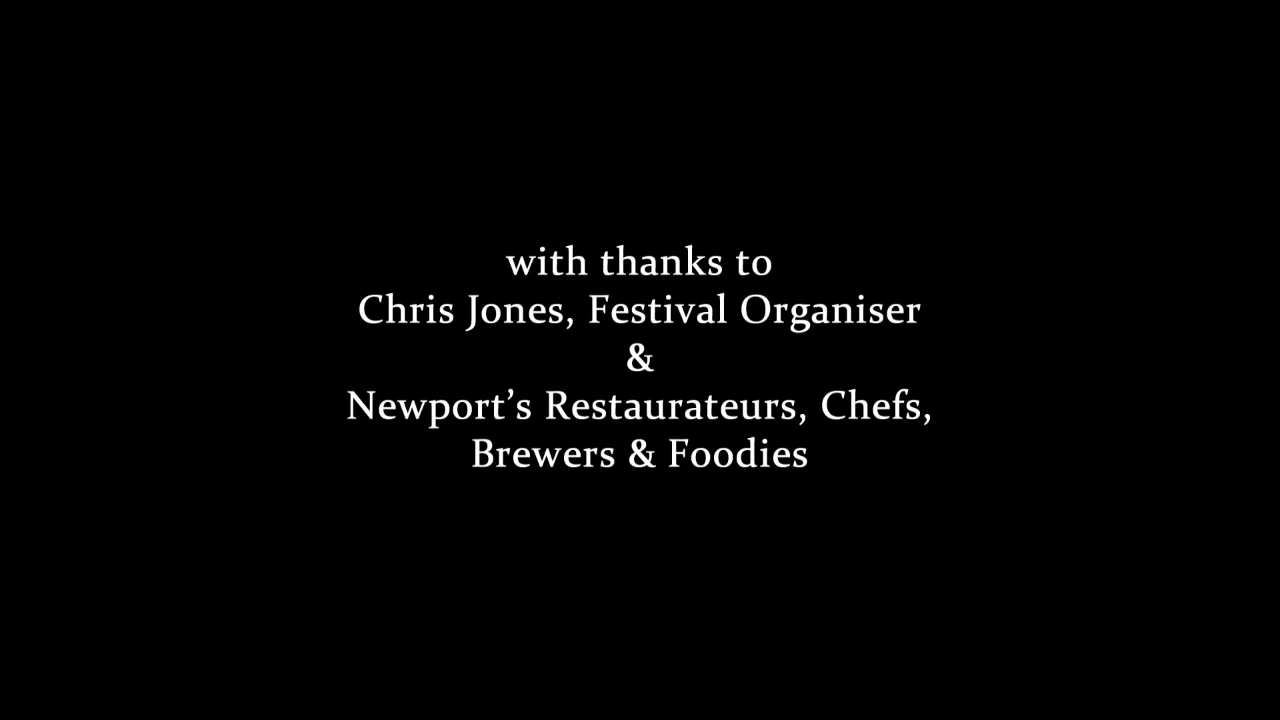 with thanks to
Chris Jones, Festival Organiser
&
Newport’s Restaurateurs, Chefs,
Brewers & Foodies